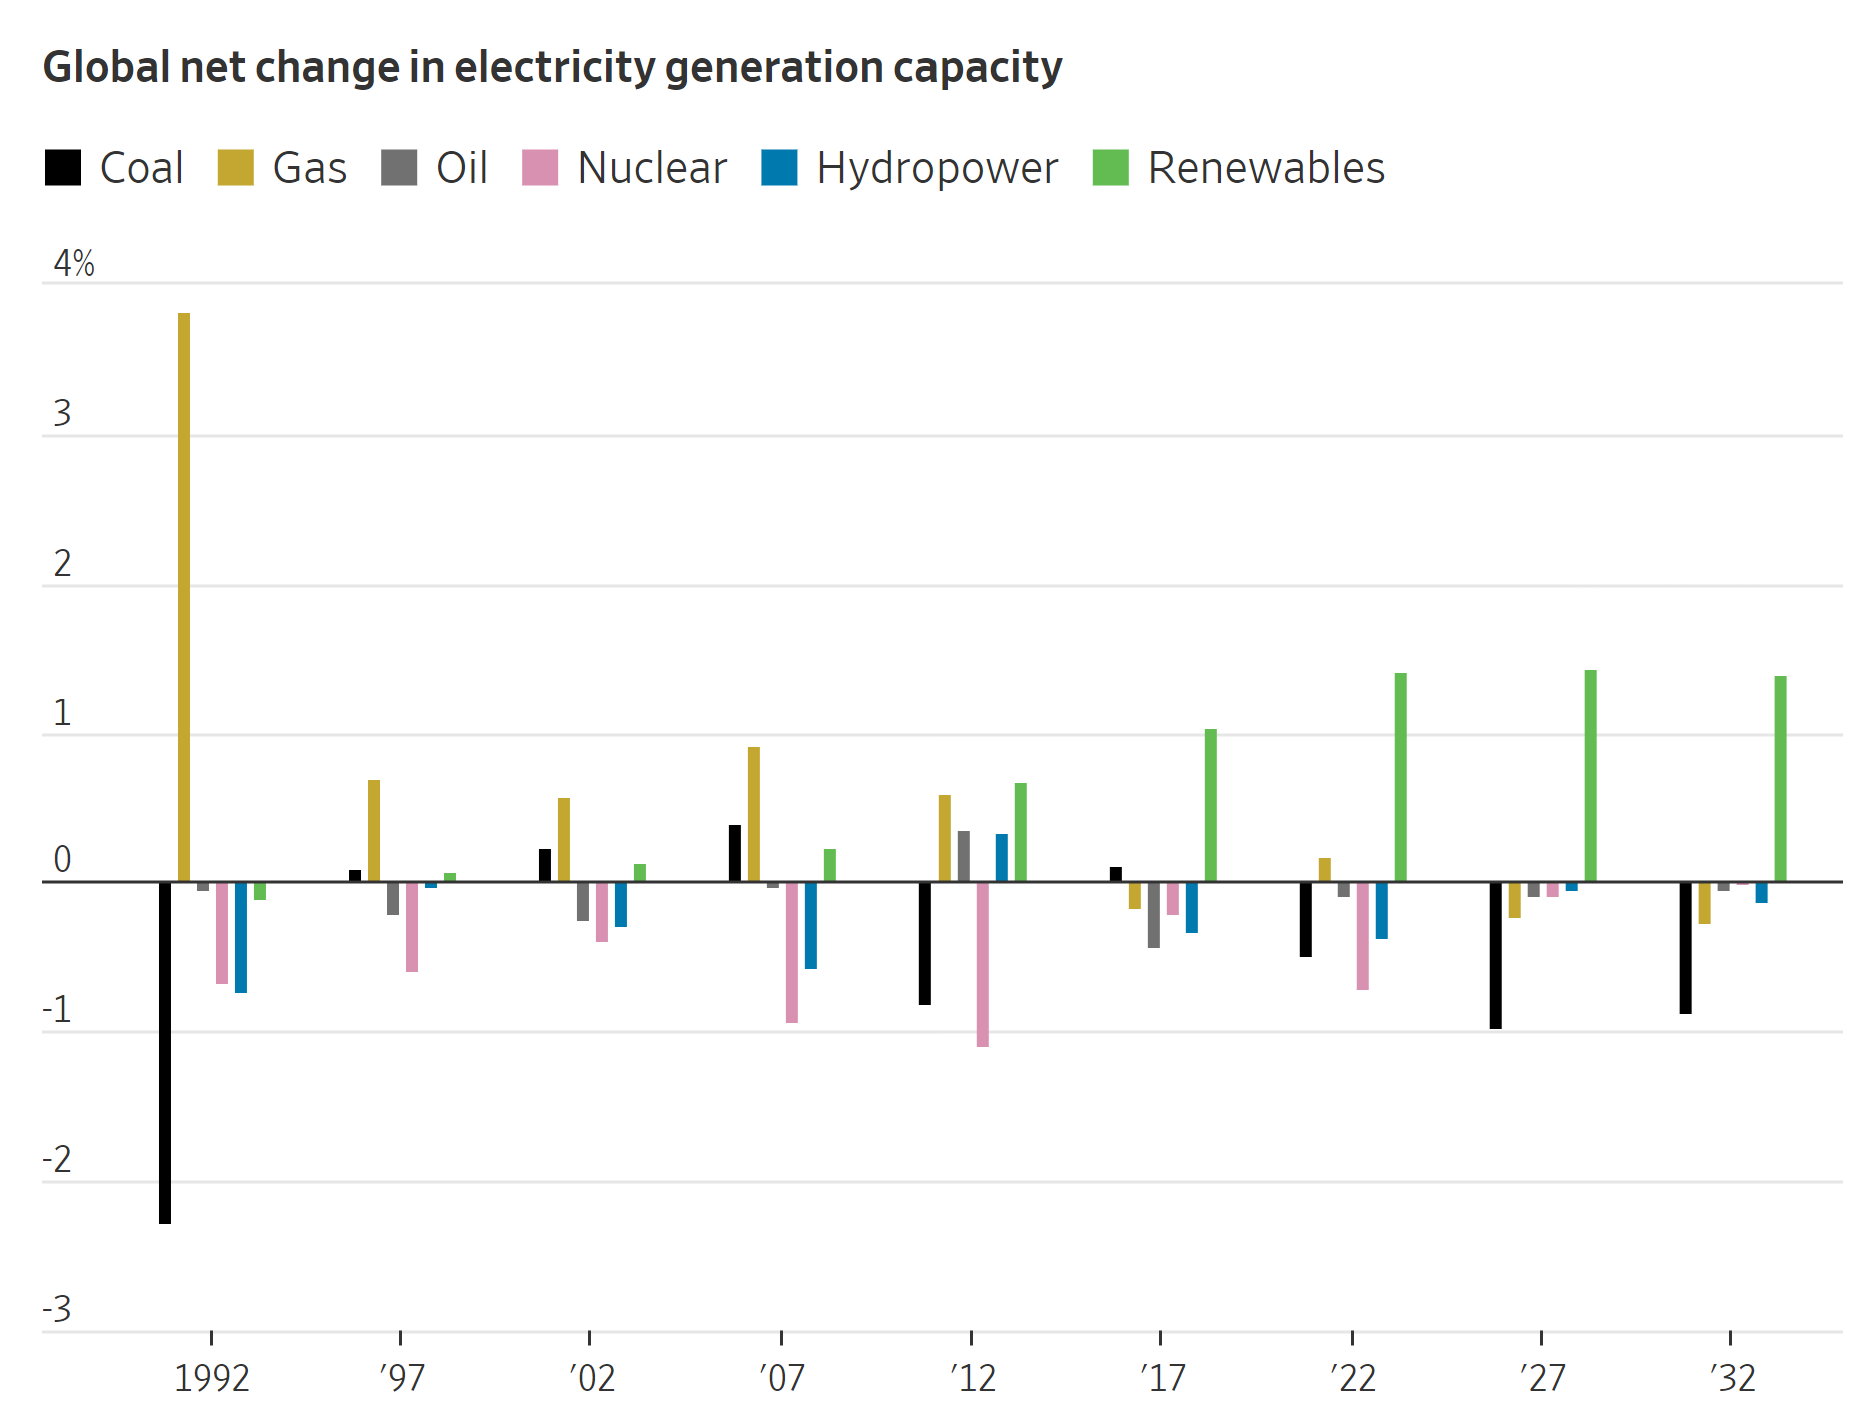 Global net change in electricity generation capacity
Coal Gas Oil Nuclear Hydropower Renewables
4%
3
2
1
0
-1
-2
-3
1992 ’97 ’02 ’07 ’12 ’17 ’22 ’27 ’32